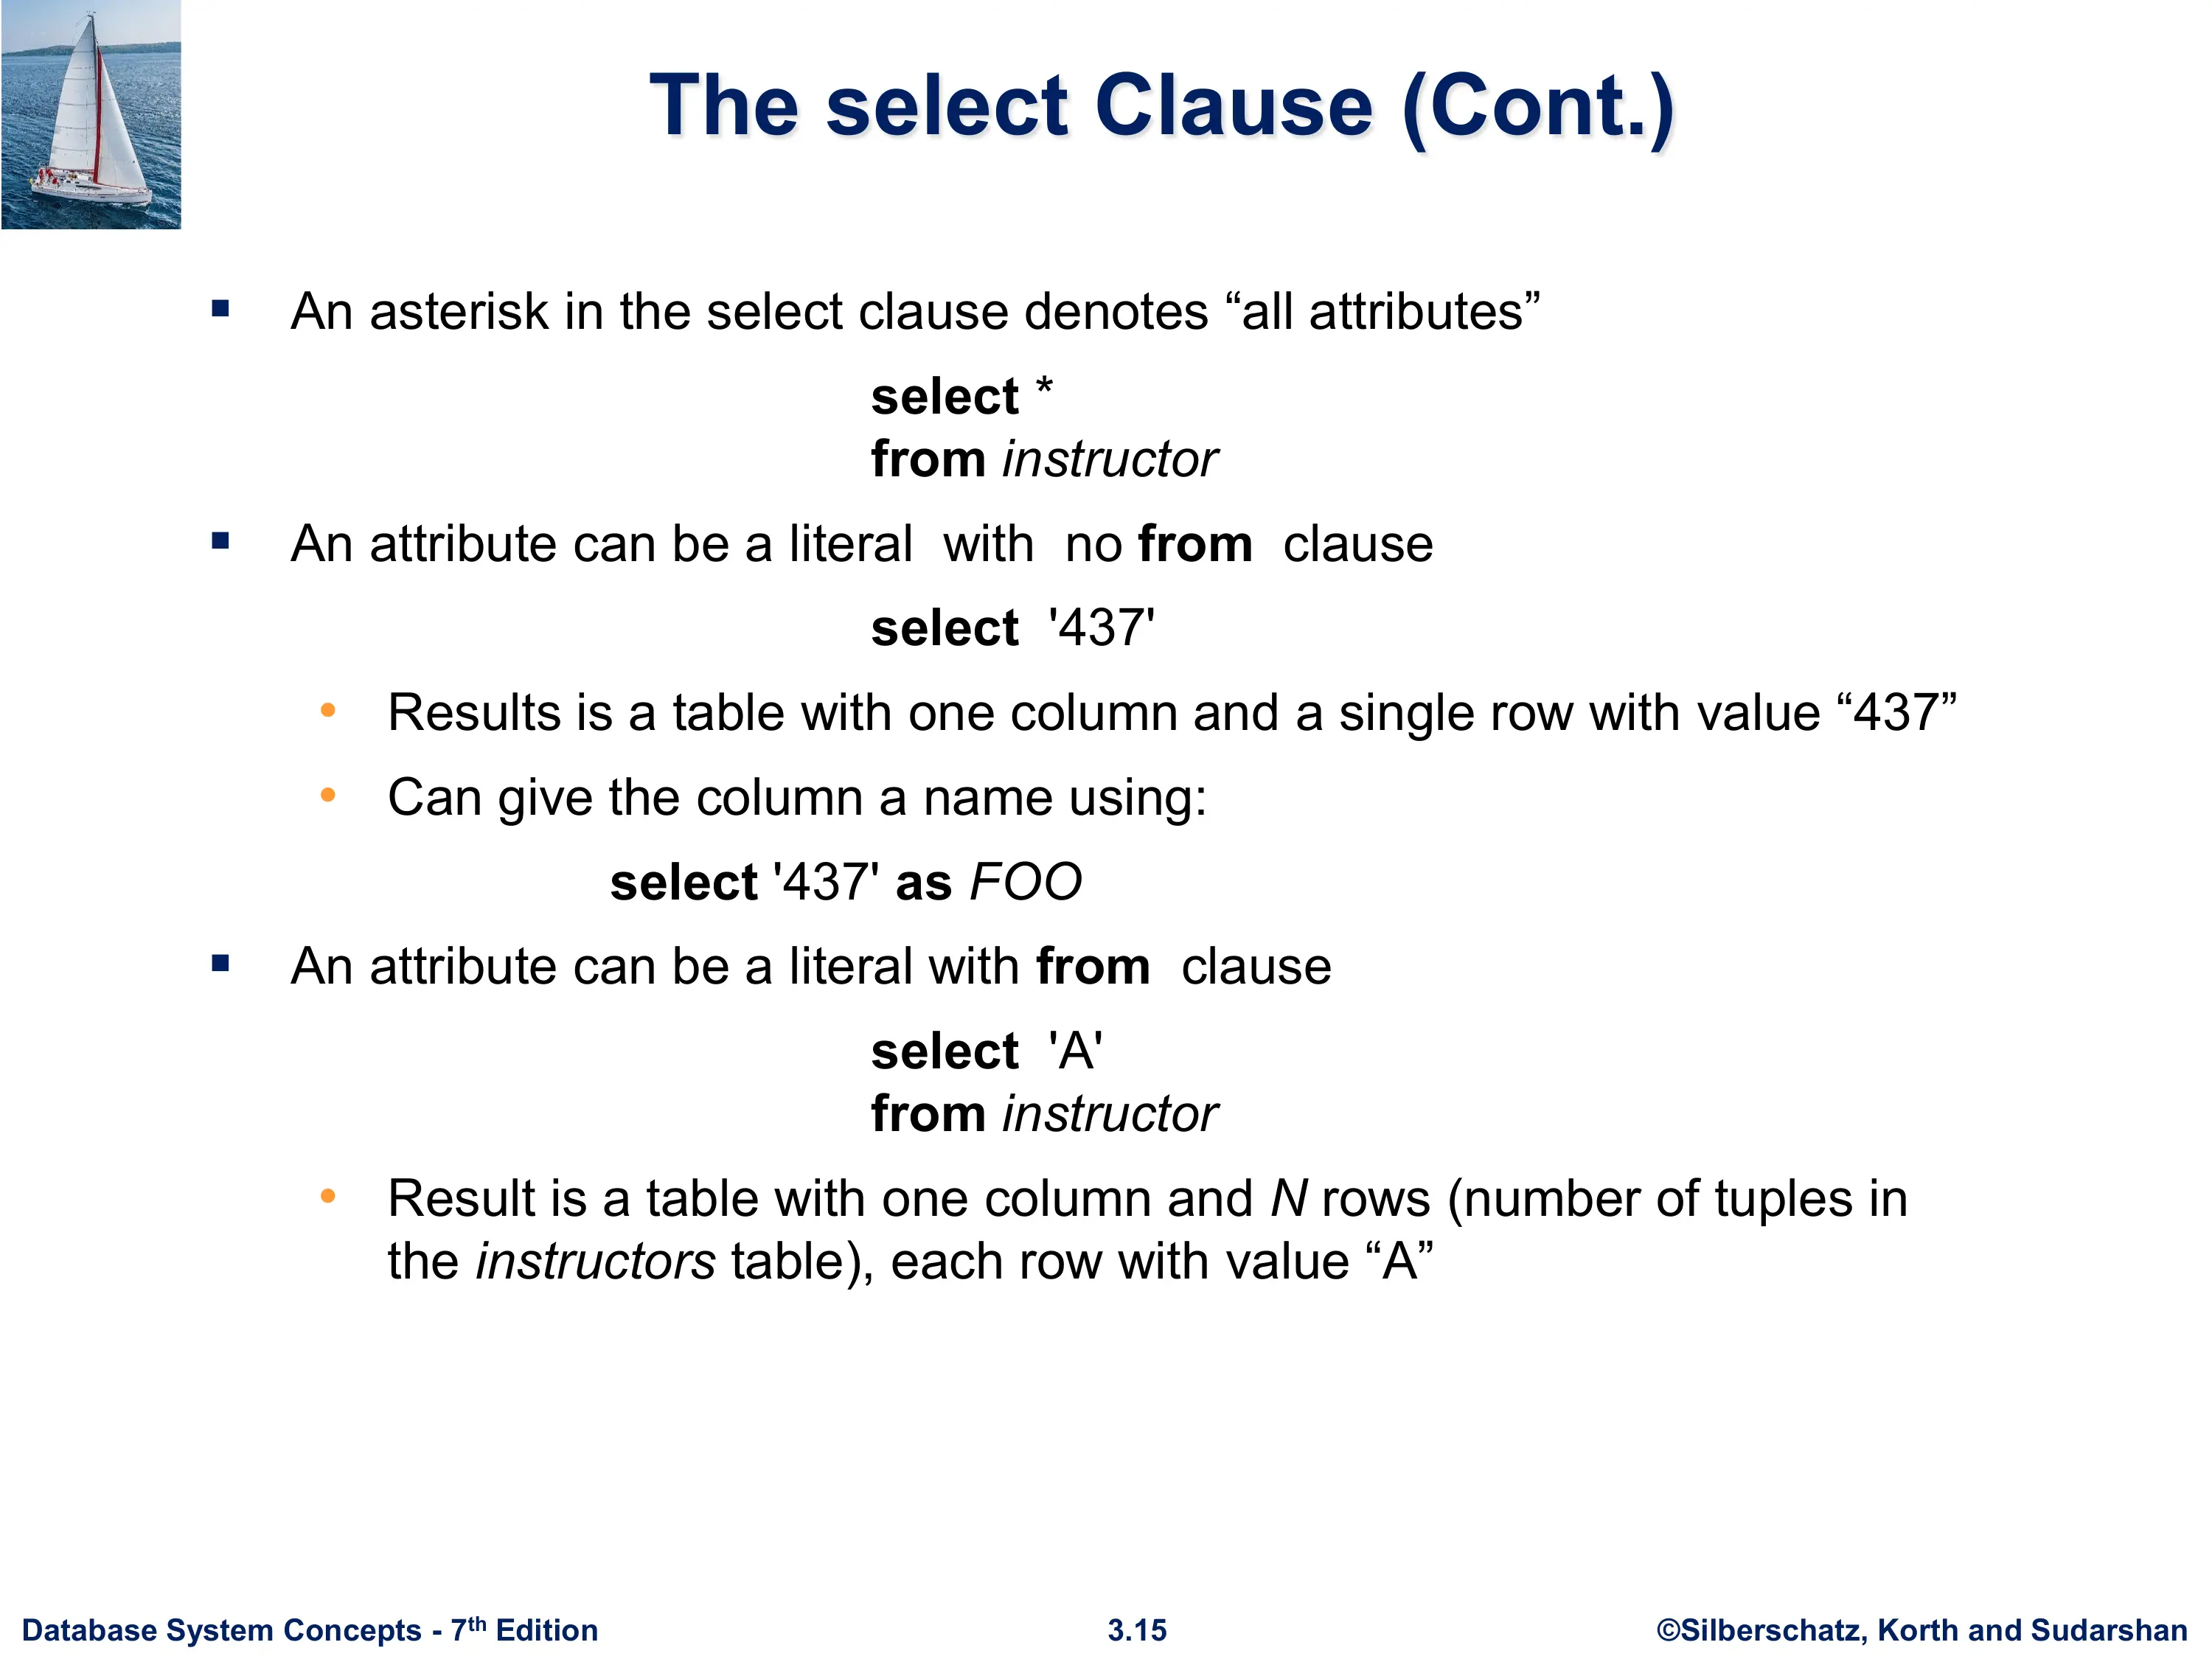 The select Clause (Cont.)
▪ An asterisk in the select clause denotes “all attributes”
select *
from instructor
▪ An attribute can be a literal  with  no from  clause
select  '437'
• Results is a table with one column and a single row with value “437”
• Can give the column a name using:
select '437' as FOO
▪ An attribute can be a literal with from  clause
select  'A'
from instructor
• Result is a table with one column and N rows (number of tuples in
the instructors table), each row with value “A”
Database System Concepts - 7th Edition
3.15
©Silberschatz, Korth and Sudarshan